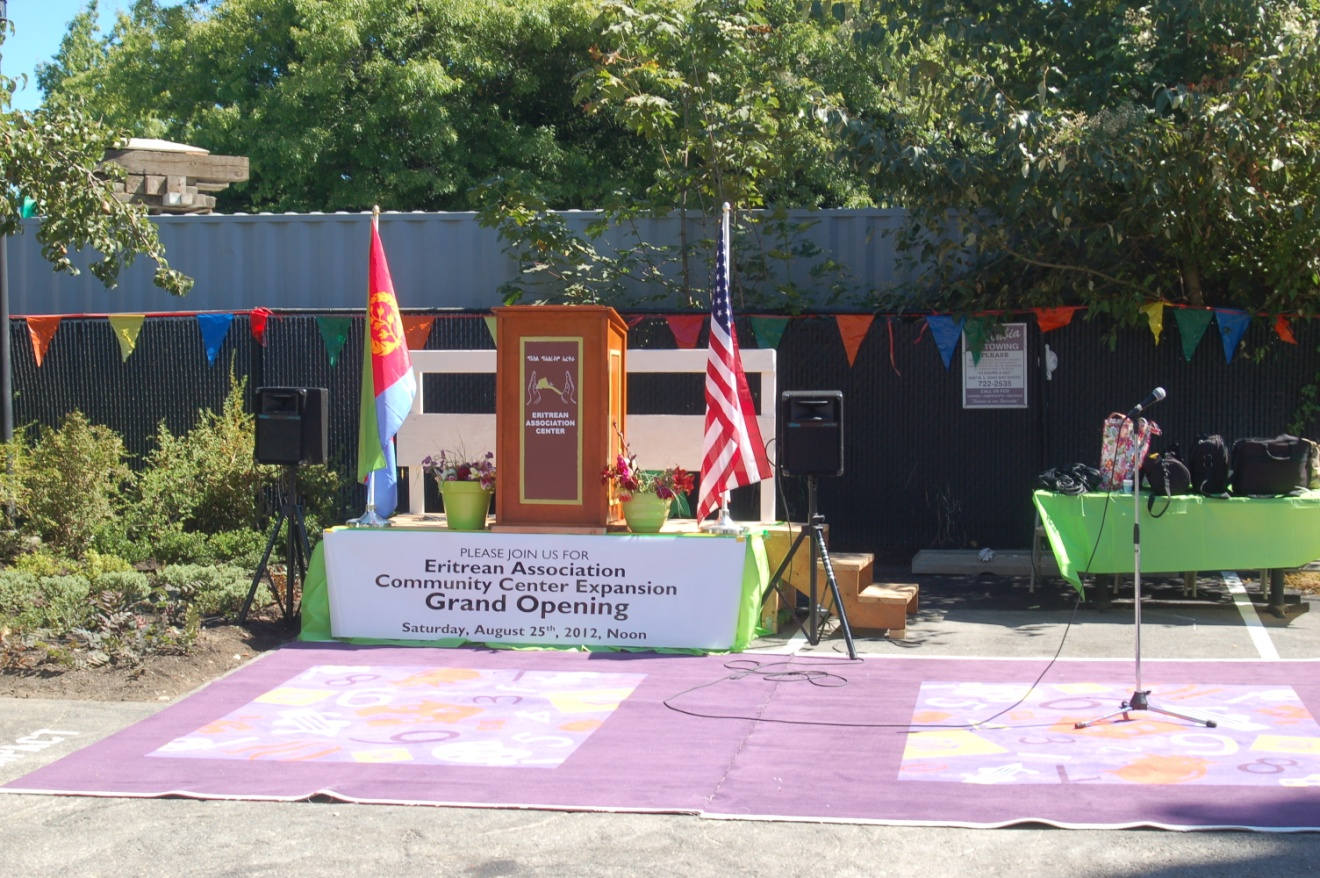 ERITREAN
ASSOCIATION
CENTER
PLEASE JOIN US FOR
Eritrean Association
Community Center Expansion
Grand Opening
Saturday, August 25th, 2012, Noon
TOWING
PLEASE
722-2535
COMPACT